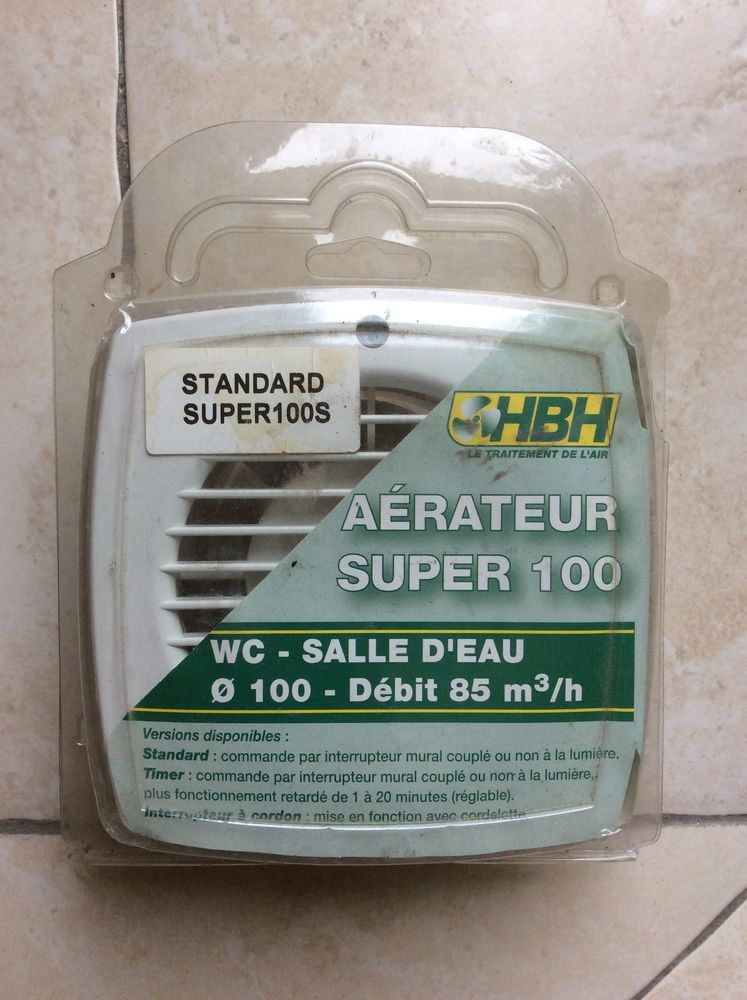 STANDARD
SUPER100S
HBH
LE TRAITEMENT DE L'AIR
AÉRATEUR
SUPER 100
WC - SALLE D'EAU
Ø 100 - Débit 85 m³/h
Versions disponibles :
Standard : commande par interrupteur mural couplé ou non à la lumière.
Timer : commande par interrupteur mural couplé ou non à la lumière,
plus fonctionnement retardé de 1 à 20 minutes (réglable).
Interrupteur à cordon : mise en fonction avec cordelette